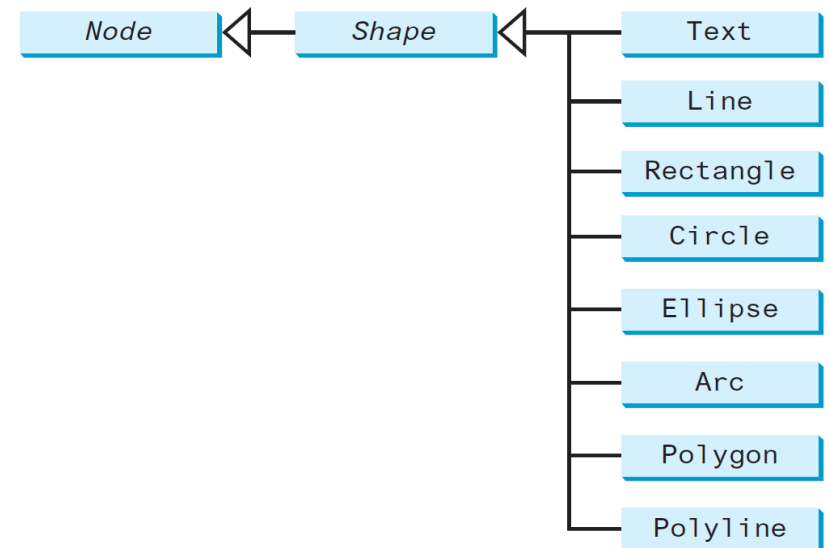 Node
Shape
Text
Line
Rectangle
Circle
Ellipse
Arc
Polygon
Polyline